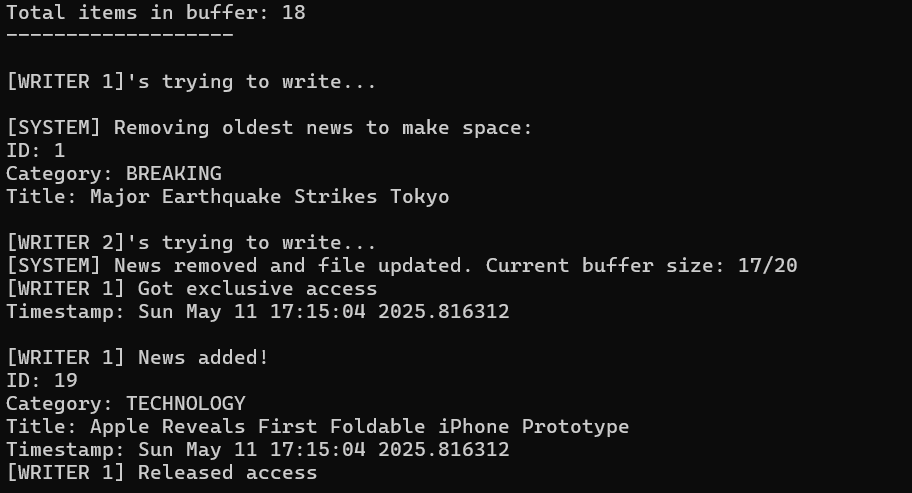 Total items in buffer: 18
-------------------
[WRITER 1]'s trying to write...
[SYSTEM] Removing oldest news to make space:
ID: 1
Category: BREAKING
Title: Major Earthquake Strikes Tokyo
[WRITER 2]'s trying to write...
[SYSTEM] News removed and file updated. Current buffer size: 17/20
[WRITER 1] Got exclusive access
Timestamp: Sun May 11 17:15:04 2025.816312
[WRITER 1] News added!
ID: 19
Category: TECHNOLOGY
Title: Apple Reveals First Foldable iPhone Prototype
Timestamp: Sun May 11 17:15:04 2025.816312
[WRITER 1] Released access